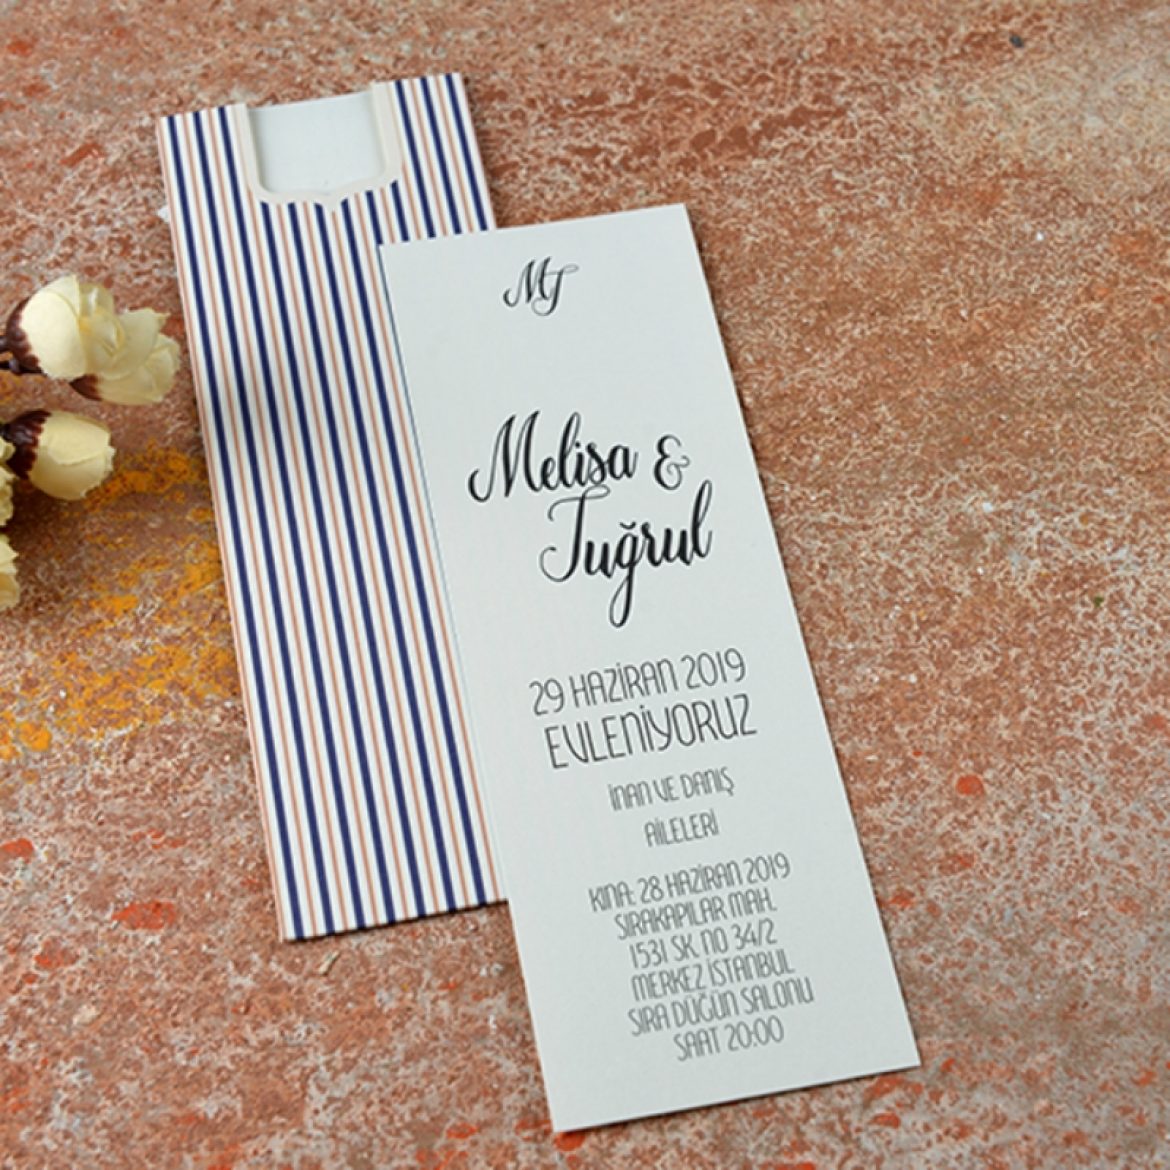 MT
Melisa &
Tuğrul
29 HAZİRAN 2019
EVLENİYORUZ
İNAN VE DANIŞ
AİLELERİ
KINA: 28 HAZİRAN 2019
SIRAKAPILAR MAH.
1531 SK. NO 34/2
MERKEZ İSTANBUL
SIRA DÜĞÜN SALONU
SAAT 20:00